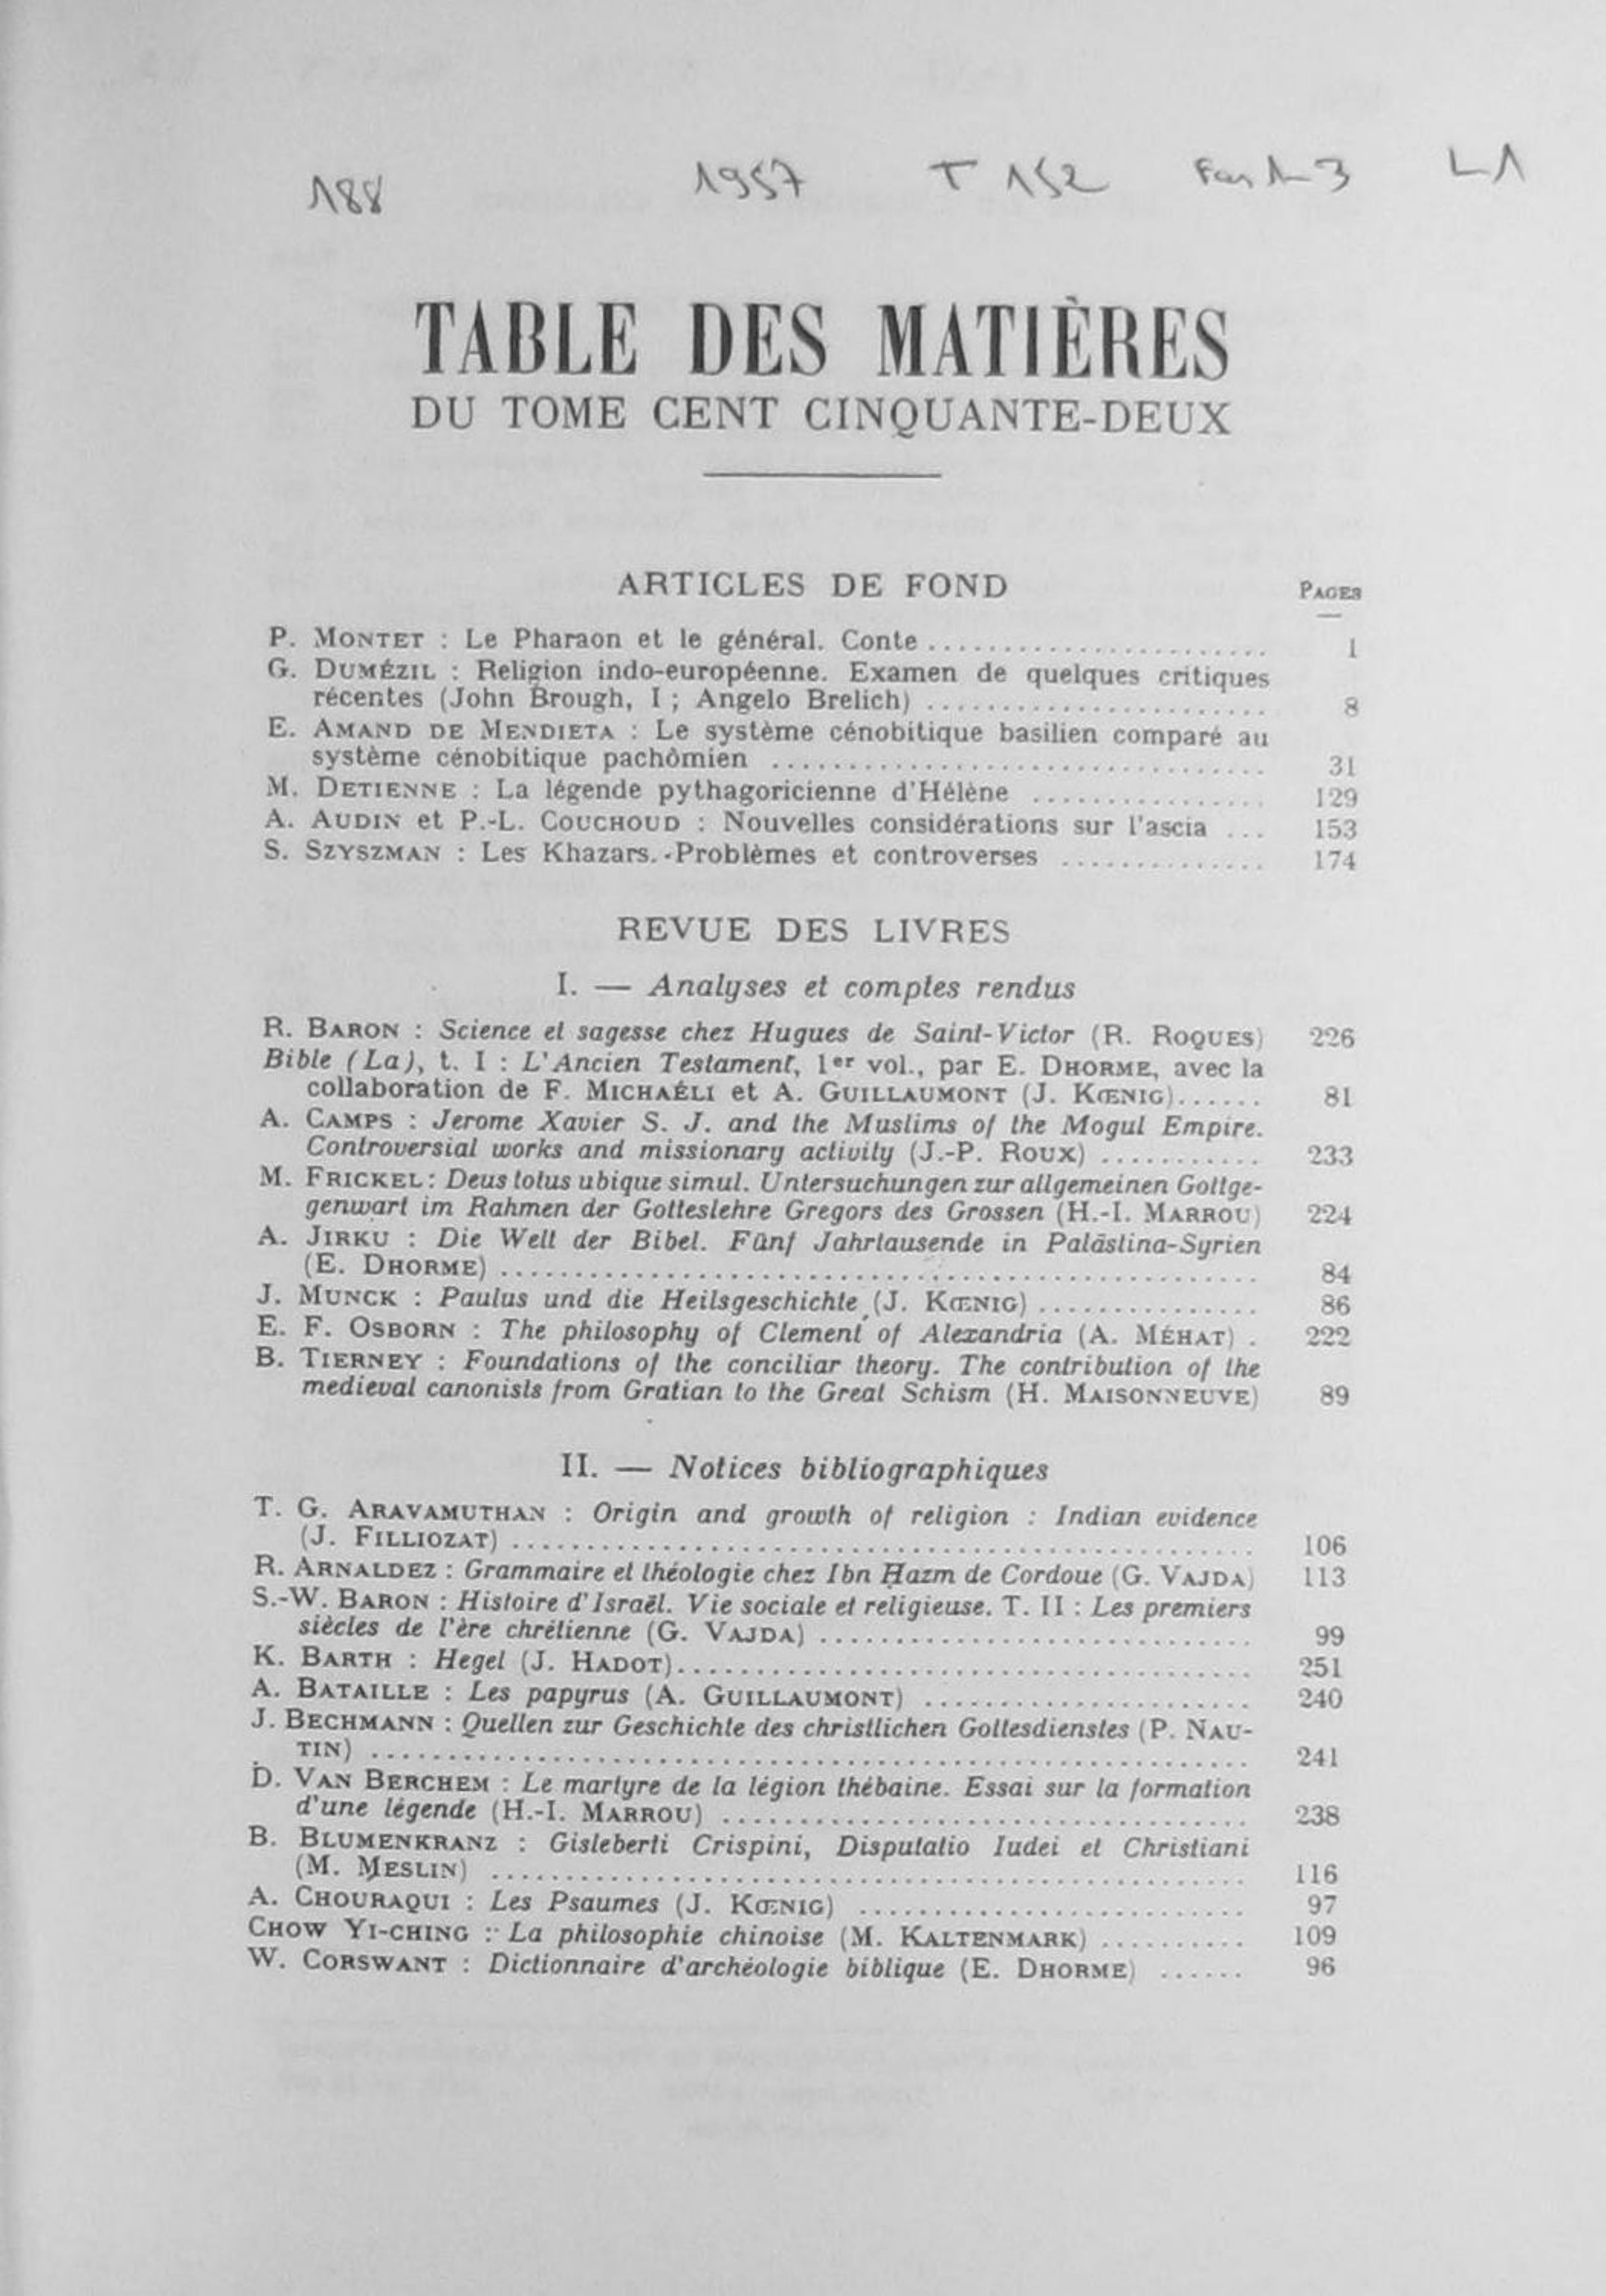 188 1957 T 152 Fas 1-3 L1
TABLE DES MATIÈRES
DU TOME CENT CINQUANTE-DEUX
ARTICLES DE FOND PAGES
P. MONTET : Le Pharaon et le général. Conte ...................... 1
G. DUMÉZIL : Religion indo-européenne. Examen de quelques critiques
récentes (John Brough, I ; Angelo Brelich) ...................... 8
E. AMAND DE MENDIETA : Le système cénobitique basilien comparé au
système cénobitique pachômien ................................ 31
M. DETIENNE : La légende pythagoricienne d'Hélène ............... 129
A. AUDIN et P.-L. COUCHOUD : Nouvelles considérations sur l'ascia ... 153
S. SZYSZMAN : Les Khazars. Problèmes et controverses .............. 174
REVUE DES LIVRES
I. — Analyses et comptes rendus
R. BARON : Science et sagesse chez Hugues de Saint-Victor (R. ROQUES) 226
Bible (La), t. I : L'Ancien Testament, 1er vol., par E. DHORME, avec la
collaboration de F. MICHAÉLI et A. GUILLAUMONT (J. KŒNIG)...... 81
A. CAMPS : Jerome Xavier S. J. and the Muslims of the Mogul Empire.
Controversial works and missionary activity (J.-P. ROUX) ........... 233
M. FRICKEL : Deus totus ubique simul. Untersuchungen zur allgemeinen Gottge-
genwart im Rahmen der Gotteslehre Gregors des Grossen (H.-I. MARROU) 224
A. JIRKU : Die Welt der Bibel. Fünf Jahrtausende in Palästina-Syrien
(E. DHORME) .................................................. 84
J. MUNCK : Paulus und die Heilsgeschichte (J. KŒNIG) ............... 86
E. F. OSBORN : The philosophy of Clement of Alexandria (A. MÉHAT) . 222
B. TIERNEY : Foundations of the conciliar theory. The contribution of the
medieval canonists from Gratian to the Great Schism (H. MAISONNEUVE) 89
II. — Notices bibliographiques
T. G. ARAVAMUTHAN : Origin and growth of religion : Indian evidence
(J. FILLIOZAT) ................................................ 106
R. ARNALDEZ : Grammaire et théologie chez Ibn Ḥazm de Cordoue (G. VAJDA) 113
S.-W. BARON : Histoire d'Israël. Vie sociale et religieuse. T. II : Les premiers
siècles de l'ère chrétienne (G. VAJDA) ............................ 99
K. BARTH : Hegel (J. HADOT)..................................... 251
A. BATAILLE : Les papyrus (A. GUILLAUMONT) ..................... 240
J. BECHMANN : Quellen zur Geschichte des christlichen Gottesdienstes (P. NAU-
TIN) ......................................................... 241
D. VAN BERCHEM : Le martyre de la légion thébaine. Essai sur la formation
d'une légende (H.-I. MARROU) .................................. 238
B. BLUMENKRANZ : Gisleberti Crispini, Disputatio Iudei et Christiani
(M. MESLIN) ................................................. 116
A. CHOURAQUI : Les Psaumes (J. KŒNIG) ......................... 97
CHOW YI-CHING : La philosophie chinoise (M. KALTENMARK) .......... 109
W. CORSWANT : Dictionnaire d'archéologie biblique (E. DHORME) ...... 96